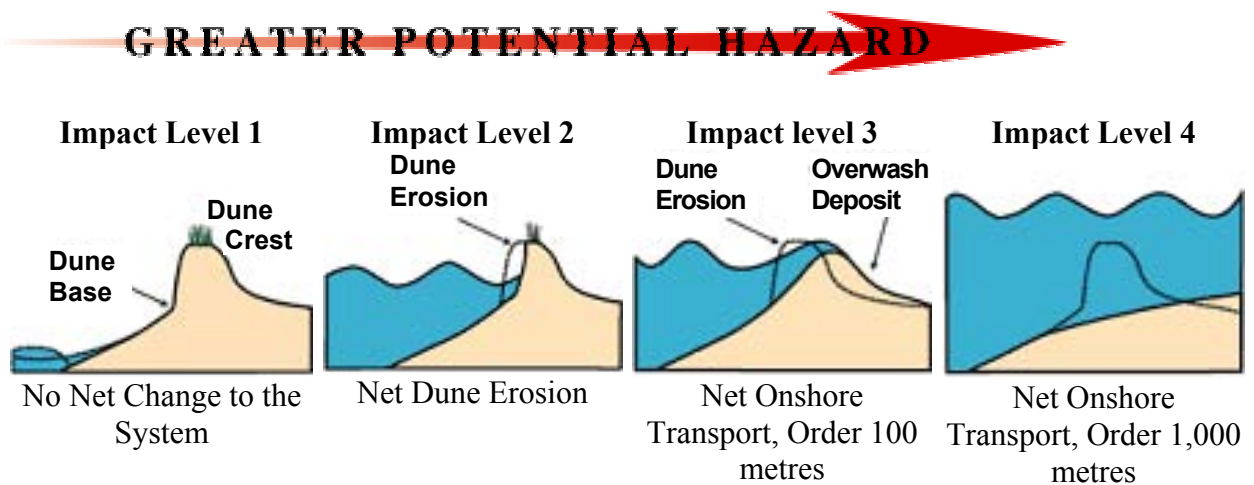 GREATER POTENTIAL HAZARD
Impact Level 1
Dune
Crest
Dune
Base
No Net Change to the
System
Impact Level 2
Dune
Erosion
Net Dune Erosion
Impact level 3
Dune
Erosion
Overwash
Deposit
Net Onshore
Transport, Order 100
metres
Impact Level 4
Net Onshore
Transport, Order 1,000
metres